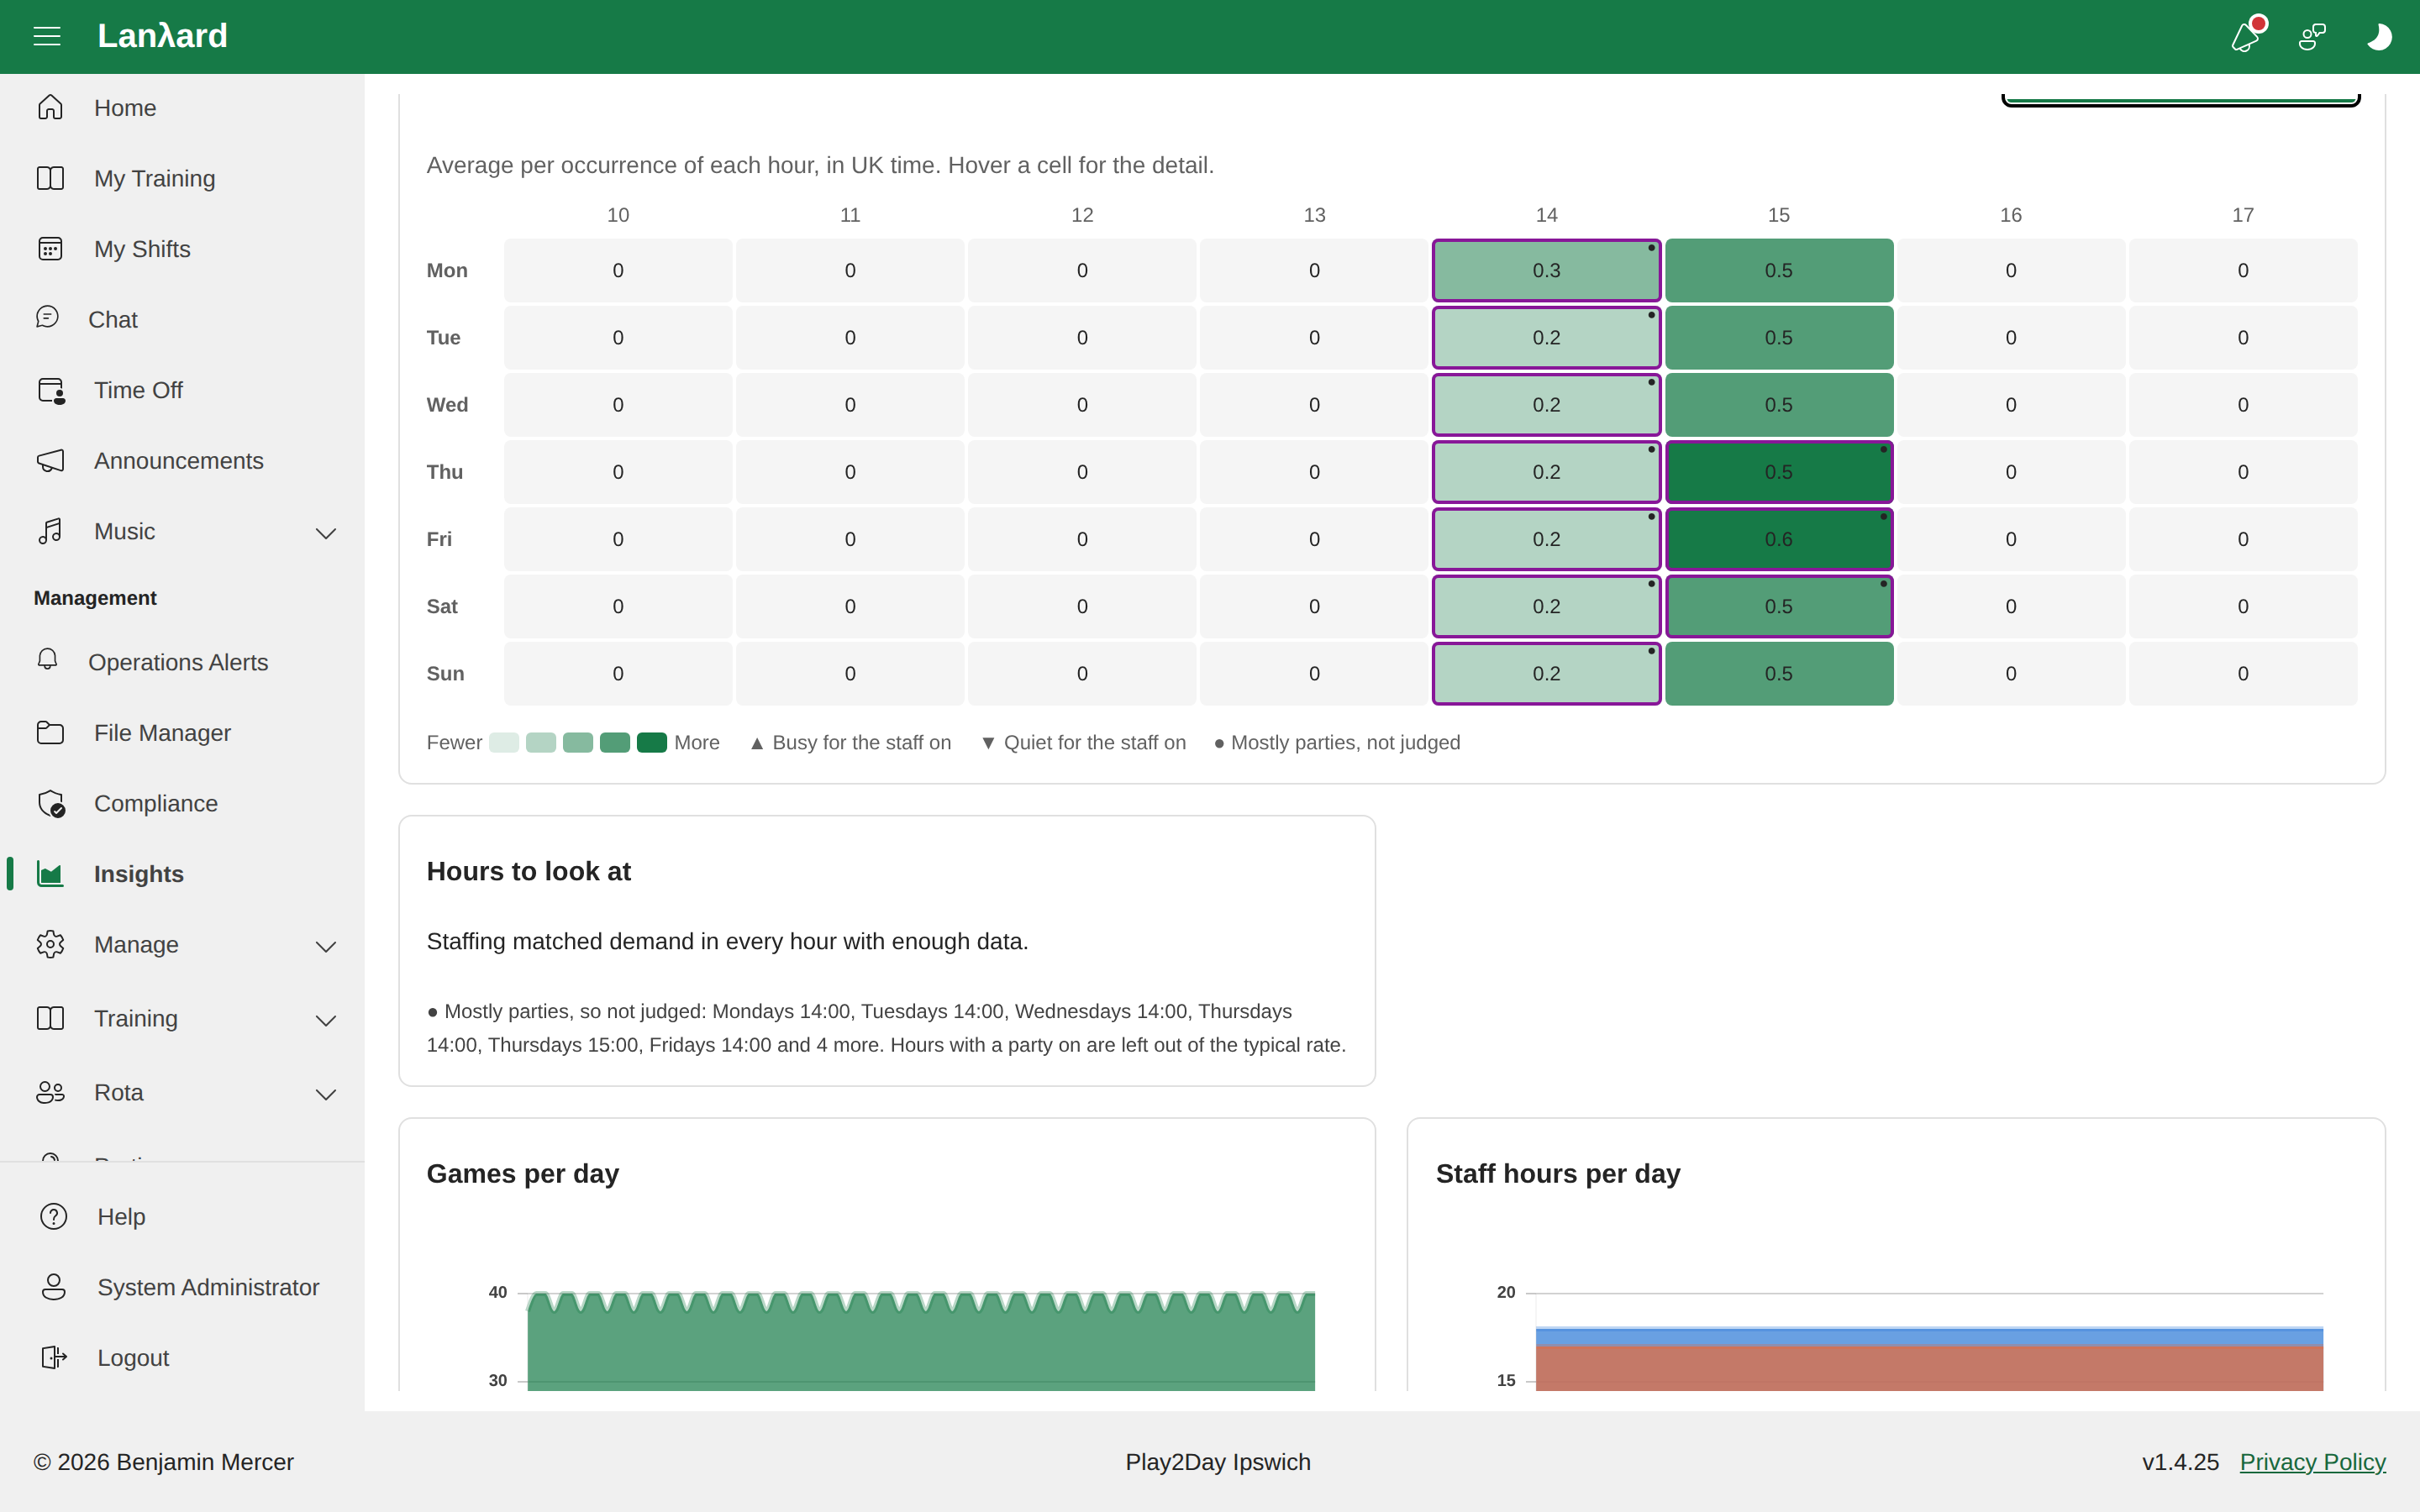 Lanλard
Home
My Training
My Shifts
Chat
Time Off
Announcements
Music
Management
Operations Alerts
File Manager
Compliance
Insights
Manage
Training
Rota
Help
System Administrator
Logout
Average per occurrence of each hour, in UK time. Hover a cell for the detail.
10 11 12 13 14 15 16 17
Mon 0 0 0 0 0.3 0.5 0 0
Tue 0 0 0 0 0.2 0.5 0 0
Wed 0 0 0 0 0.2 0.5 0 0
Thu 0 0 0 0 0.2 0.5 0 0
Fri 0 0 0 0 0.2 0.6 0 0
Sat 0 0 0 0 0.2 0.5 0 0
Sun 0 0 0 0 0.2 0.5 0 0
Fewer More ▲ Busy for the staff on ▼ Quiet for the staff on ● Mostly parties, not judged
Hours to look at
Staffing matched demand in every hour with enough data.
● Mostly parties, so not judged: Mondays 14:00, Tuesdays 14:00, Wednesdays 14:00, Thursdays
14:00, Thursdays 15:00, Fridays 14:00 and 4 more. Hours with a party on are left out of the typical rate.
Games per day
40
30
Staff hours per day
20
15
© 2026 Benjamin Mercer
Play2Day Ipswich
v1.4.25 Privacy Policy